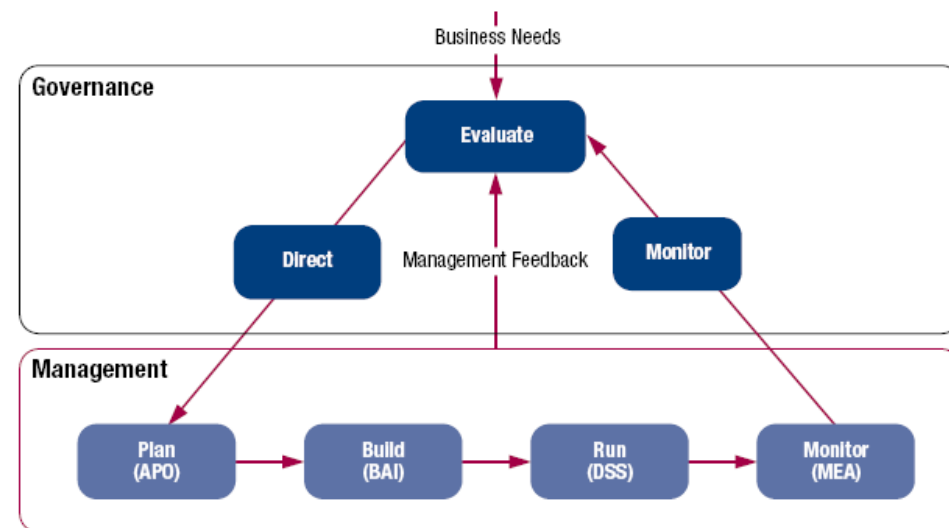 Business Needs
Governance
Evaluate
Direct
Management Feedback
Monitor
Management
Plan
(APO)
Build
(BAI)
Run
(DSS)
Monitor
(MEA)